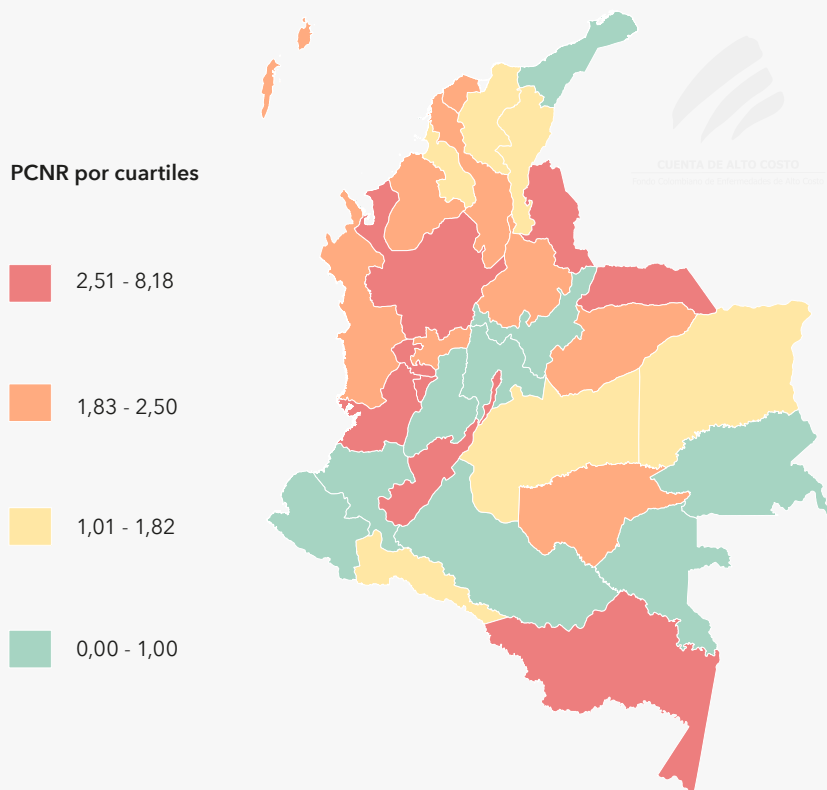 CUENTA DE ALTO COSTO
PCNR por cuartiles
2,51 - 8,18
1,83 - 2,50
1,01 - 1,82
0,00 - 1,00